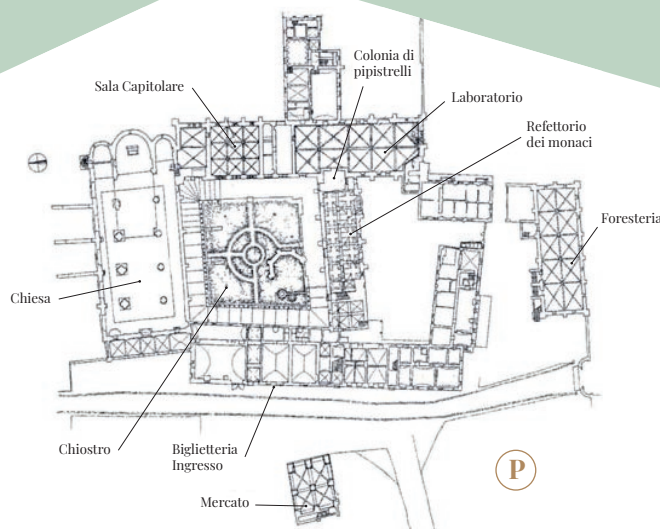 Colonia di
pipistrelli
Sala Capitolare
Laboratorio
Refettorio
dei monaci
Foresteria
Chiesa
Chiostro
Biglietteria
Ingresso
P
Mercato